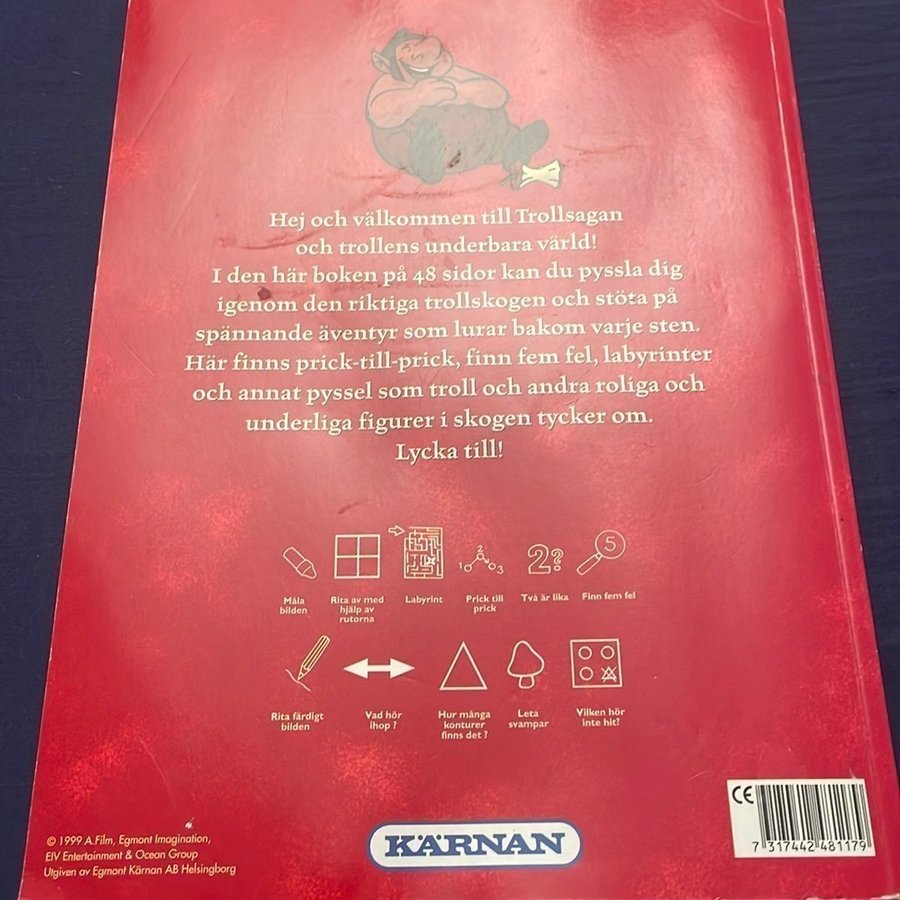 Hej och välkommen till Trollsagan
och trollens underbara värld!
I den här boken på 48 sidor kan du pyssla dig
igenom den riktiga trollskogen och stöta på
spännande äventyr som lurar bakom varje sten.
Här finns prick-till-prick, finn fem fel, labyrinter
och annat pyssel som troll och andra roliga och
underliga figurer i skogen tycker om.
Lycka till!
1 2 3
2?
5
Måla
bilden
Rita av med
hjälp av
rutorna
Labyrint
Prick till
prick
Två är lika
Finn fem fel
Rita färdigt
bilden
Vad hör
ihop ?
Hur många
konturer
finns det ?
Leta
svampar
Vilken hör
inte hit?
© 1999 A.Film, Egmont Imagination,
EIV Entertainment & Ocean Group
Utgiven av Egmont Kärnan AB Helsingborg
KÄRNAN
CE
7 317442 481179